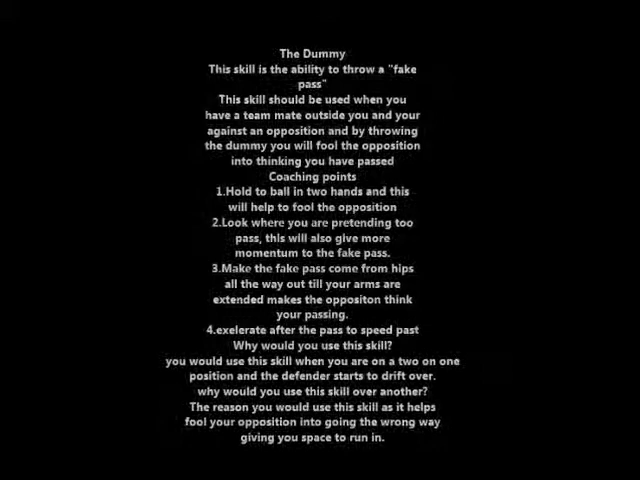 The Dummy
This skill is the ability to throw a "fake
pass"
This skill should be used when you
have a team mate outside you and your
against an opposition and by throwing
the dummy you will fool the opposition
into thinking you have passed
Coaching points
1.Hold to ball in two hands and this
will help to fool the opposition
2.Look where you are pretending too
pass, this will also give more
momentum to the fake pass.
3.Make the fake pass come from hips
all the way out till your arms are
extended makes the oppositon think
your passing.
4.exelerate after the pass to speed past
Why would you use this skill?
you would use this skill when you are on a two on one
position and the defender starts to drift over.
why would you use this skill over another?
The reason you would use this skill as it helps
fool your opposition into going the wrong way
giving you space to run in.